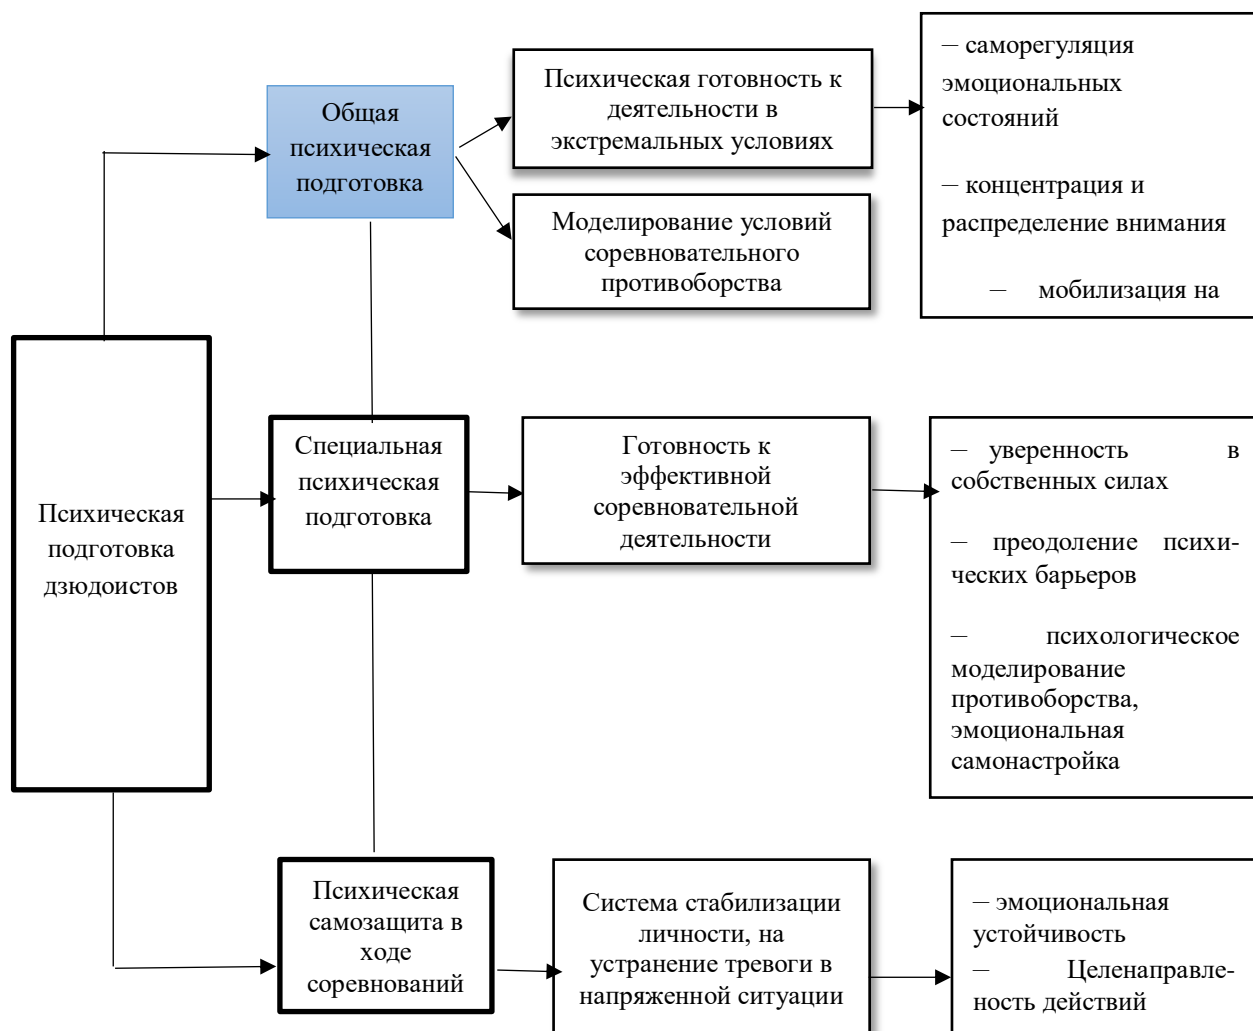 Общая
психическая
подготовка
Психическая готовность к
деятельности в
экстремальных условиях
Моделирование условий
соревновательного
противоборства
— саморегуляция
эмоциональных
состояний
— концентрация и
распределение внимания
— мобилизация на
Психическая
подготовка
дзюдоистов
Специальная
психическая
подготовка
Готовность к
эффективной
соревновательной
деятельности
— уверенность в
собственных силах
— преодоление психи-
ческих барьеров
— психологическое
моделирование
противоборства,
эмоциональная
самонастройка
Психическая
самозащита в
ходе
соревнований
Система стабилизации
личности, на
устранение тревоги в
напряженной ситуации
— эмоциональная
устойчивость
— Целенаправле-
ность действий